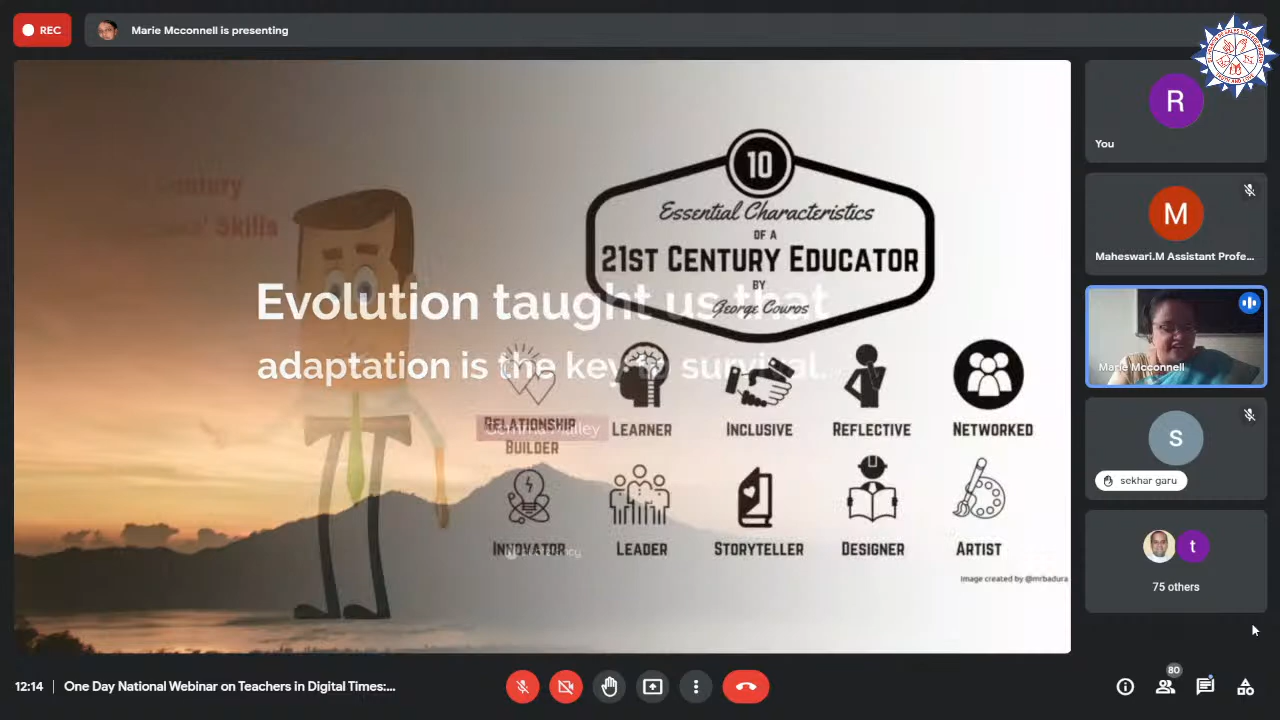 REC
Marie Mcconnell is presenting
Century
Skills
10
Essential Characteristics
OF A
21ST CENTURY EDUCATOR
BY
George Couros
Evolution taught us that
adaptation is the key to survival.
RELATIONSHIP
BUILDER
LEARNER
INCLUSIVE
REFLECTIVE
NETWORKED
INNOVATOR
LEADER
STORYTELLER
DESIGNER
ARTIST
Image created by @mrbadura
R
You
M
Maheswari.M Assistant Profe...
Marie Mcconnell
s
sekhar garu
t
75 others
12:14
One Day National Webinar on Teachers in Digital Times:...
80